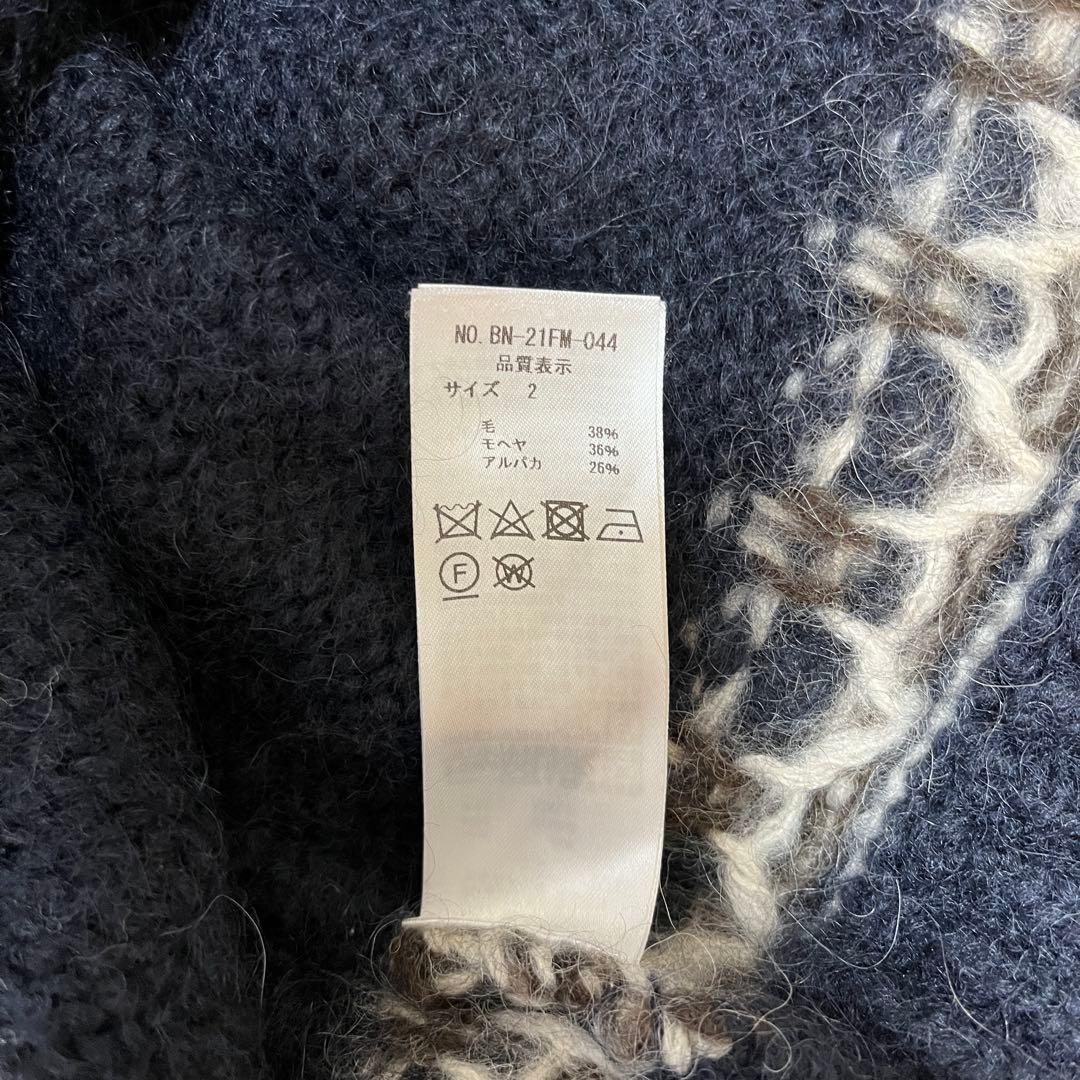 NO. BN-21FM-044
品質表示
サイズ 2
毛 38%
モヘヤ 36%
アルパカ 26%
F W